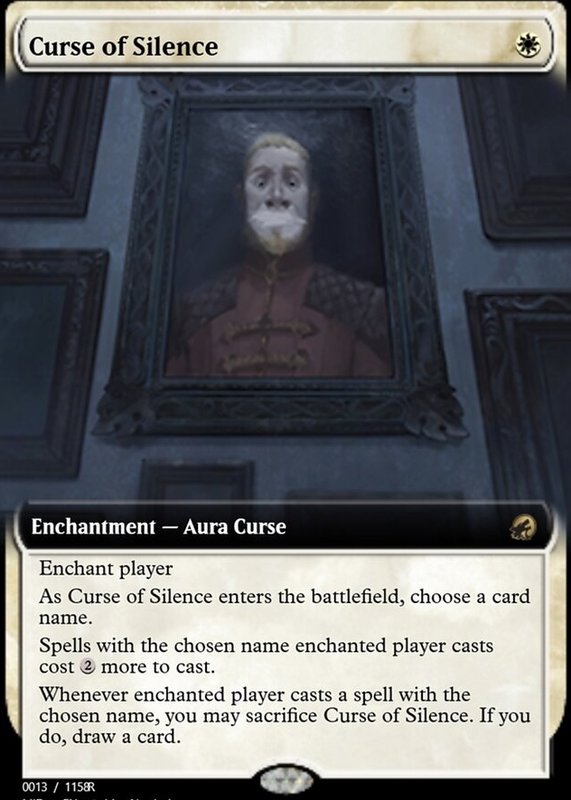 Curse of Silence
Enchantment — Aura Curse
Enchant player
As Curse of Silence enters the battlefield, choose a card
name.
Spells with the chosen name enchanted player casts
cost 2 more to cast.
Whenever enchanted player casts a spell with the
chosen name, you may sacrifice Curse of Silence. If you
do, draw a card.
0013 / 1158R